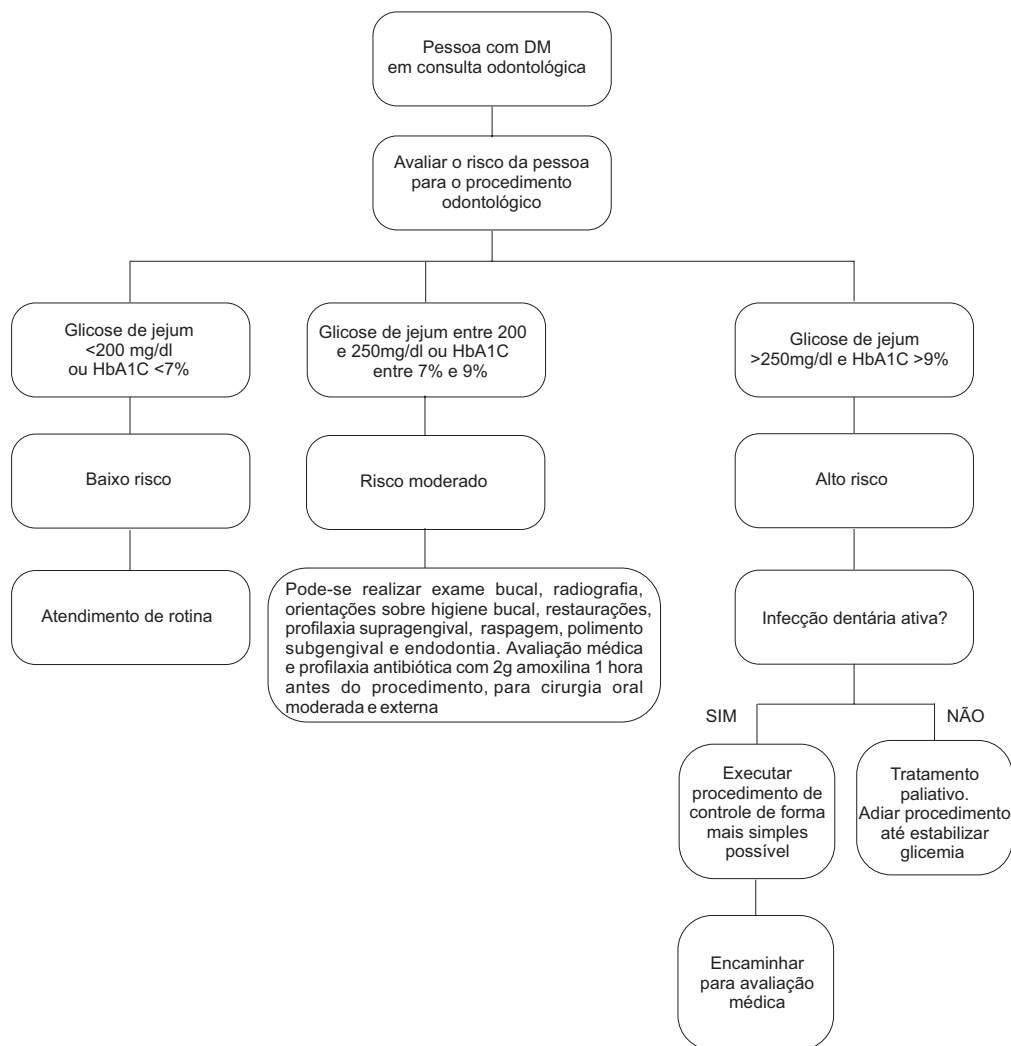 Pessoa com DM
em consulta odontológica
Avaliar o risco da pessoa
para o procedimento
odontológico
Glicose de jejum
<200 mg/dl
ou HbA1C <7%
Glicose de jejum entre 200
e 250mg/dl ou HbA1C
entre 7% e 9%
Glicose de jejum
>250mg/dl e HbA1C >9%
Baixo risco
Risco moderado
Alto risco
Atendimento de rotina
Pode-se realizar exame bucal, radiografia,
orientações sobre higiene bucal, restaurações,
profilaxia supragengival, raspagem, polimento
subgengival e endodontia. Avaliação médica
e profilaxia antibiótica com 2g amoxilina 1 hora
antes do procedimento, para cirurgia oral
moderada e externa
Infecção dentária ativa?
SIM
NÃO
Executar
procedimento de
controle de forma
mais simples
possível
Tratamento
paliativo.
Adiar procedimento
até estabilizar
glicemia
Encaminhar
para avaliação
médica